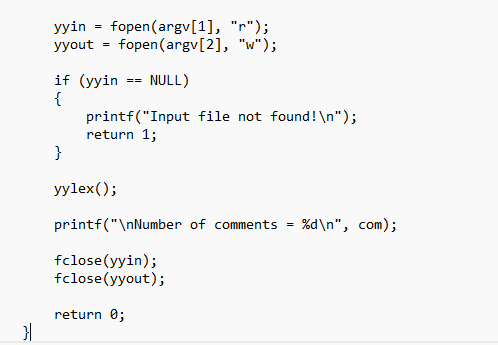 yyin = fopen(argv[1], "r");
yyout = fopen(argv[2], "w");
if (yyin == NULL)
{
printf("Input file not found!\n");
return 1;
}
yylex();
printf("\nNumber of comments = %d\n", com);
fclose(yyin);
fclose(yyout);
return 0;
}